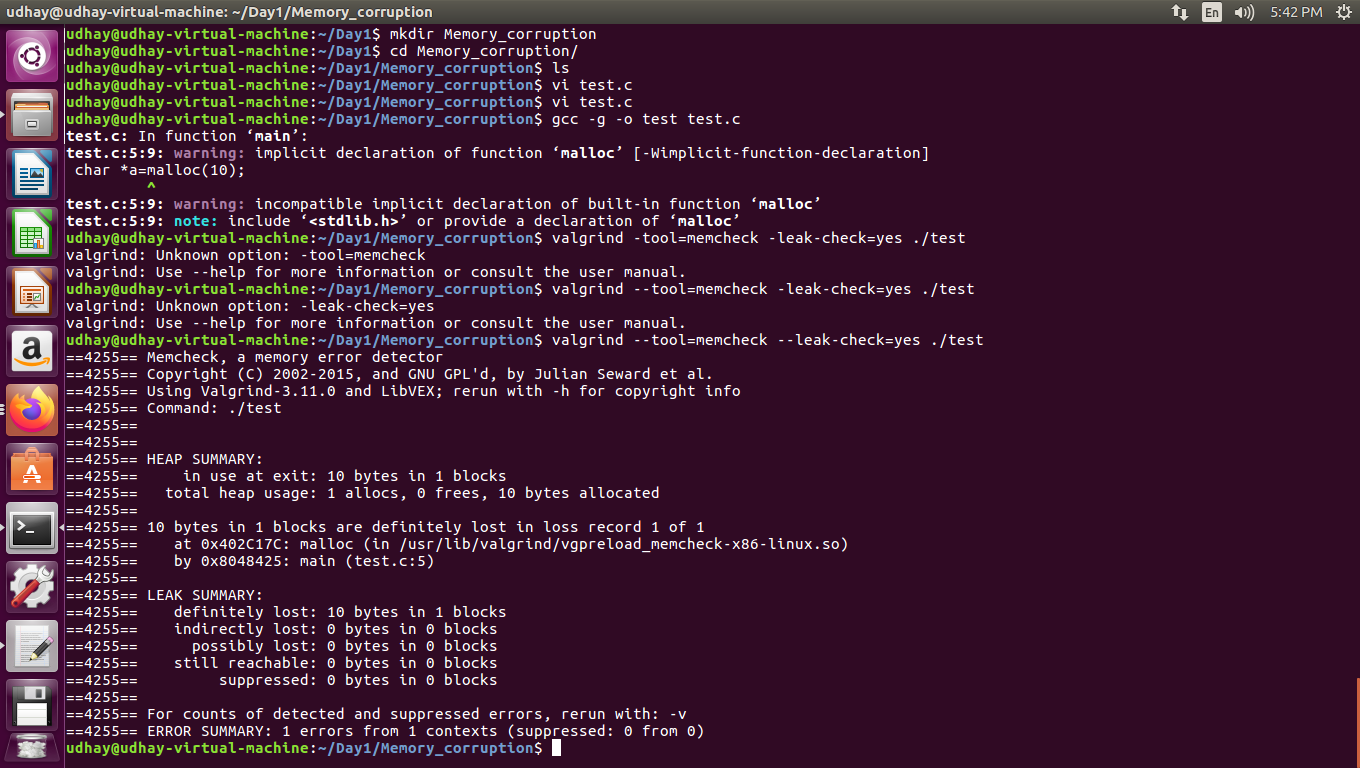 udhay@udhay-virtual-machine: ~/Day1/Memory_corruption
En
5:42 PM
udhay@udhay-virtual-machine:~/Day1$ mkdir Memory_corruption
udhay@udhay-virtual-machine:~/Day1$ cd Memory_corruption/
udhay@udhay-virtual-machine:~/Day1/Memory_corruption$ ls
udhay@udhay-virtual-machine:~/Day1/Memory_corruption$ vi test.c
udhay@udhay-virtual-machine:~/Day1/Memory_corruption$ vi test.c
udhay@udhay-virtual-machine:~/Day1/Memory_corruption$ gcc -g -o test test.c
test.c: In function ‘main’:
test.c:5:9: warning: implicit declaration of function ‘malloc’ [-Wimplicit-function-declaration]
 char *a=malloc(10);
         ^
test.c:5:9: warning: incompatible implicit declaration of built-in function ‘malloc’
test.c:5:9: note: include ‘<stdlib.h>’ or provide a declaration of ‘malloc’
udhay@udhay-virtual-machine:~/Day1/Memory_corruption$ valgrind -tool=memcheck -leak-check=yes ./test
valgrind: Unknown option: -tool=memcheck
valgrind: Use --help for more information or consult the user manual.
udhay@udhay-virtual-machine:~/Day1/Memory_corruption$ valgrind --tool=memcheck -leak-check=yes ./test
valgrind: Unknown option: -leak-check=yes
valgrind: Use --help for more information or consult the user manual.
udhay@udhay-virtual-machine:~/Day1/Memory_corruption$ valgrind --tool=memcheck --leak-check=yes ./test
==4255== Memcheck, a memory error detector
==4255== Copyright (C) 2002-2015, and GNU GPL'd, by Julian Seward et al.
==4255== Using Valgrind-3.11.0 and LibVEX; rerun with -h for copyright info
==4255== Command: ./test
==4255==
==4255==
==4255== HEAP SUMMARY:
==4255==     in use at exit: 10 bytes in 1 blocks
==4255==   total heap usage: 1 allocs, 0 frees, 10 bytes allocated
==4255==
==4255== 10 bytes in 1 blocks are definitely lost in loss record 1 of 1
==4255==    at 0x402C17C: malloc (in /usr/lib/valgrind/vgpreload_memcheck-x86-linux.so)
==4255==    by 0x8048425: main (test.c:5)
==4255==
==4255== LEAK SUMMARY:
==4255==    definitely lost: 10 bytes in 1 blocks
==4255==    indirectly lost: 0 bytes in 0 blocks
==4255==      possibly lost: 0 bytes in 0 blocks
==4255==    still reachable: 0 bytes in 0 blocks
==4255==         suppressed: 0 bytes in 0 blocks
==4255==
==4255== For counts of detected and suppressed errors, rerun with: -v
==4255== ERROR SUMMARY: 1 errors from 1 contexts (suppressed: 0 from 0)
udhay@udhay-virtual-machine:~/Day1/Memory_corruption$